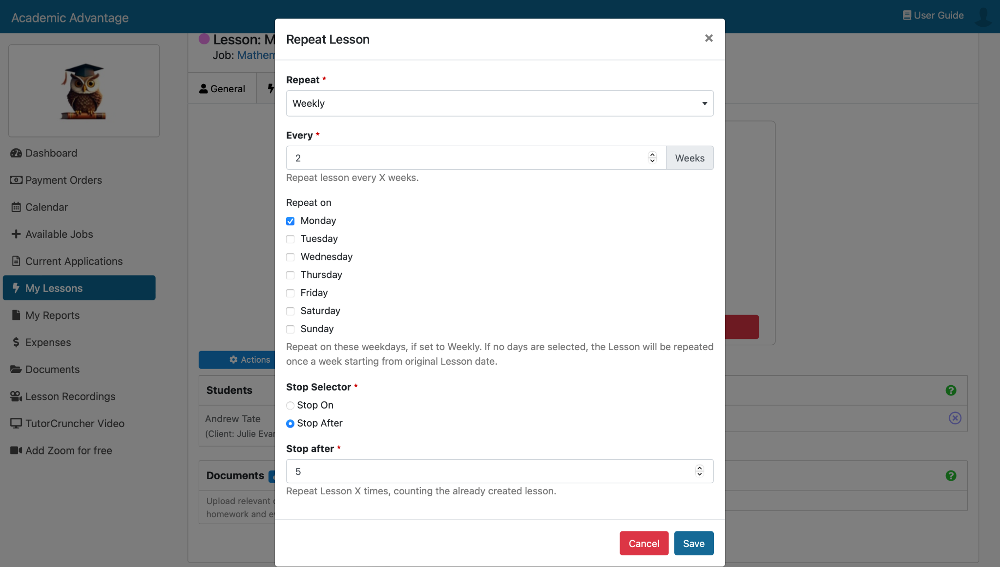 Academic Advantage
User Guide
Dashboard
Payment Orders
Calendar
Available Jobs
Current Applications
My Lessons
My Reports
Expenses
Documents
Lesson Recordings
TutorCruncher Video
Add Zoom for free
Lesson: M
Job: Mathem
General
Actions
Students
Andrew Tate
(Client: Julie Evan
Documents
Upload relevant
homework and ev
Repeat Lesson
Repeat *
Weekly
Every *
2 Weeks
Repeat lesson every X weeks.
Repeat on
Monday
Tuesday
Wednesday
Thursday
Friday
Saturday
Sunday
Repeat on these weekdays, if set to Weekly. If no days are selected, the Lesson will be repeated
once a week starting from original Lesson date.
Stop Selector *
Stop On
Stop After
Stop after *
5
Repeat Lesson X times, counting the already created lesson.
Cancel Save